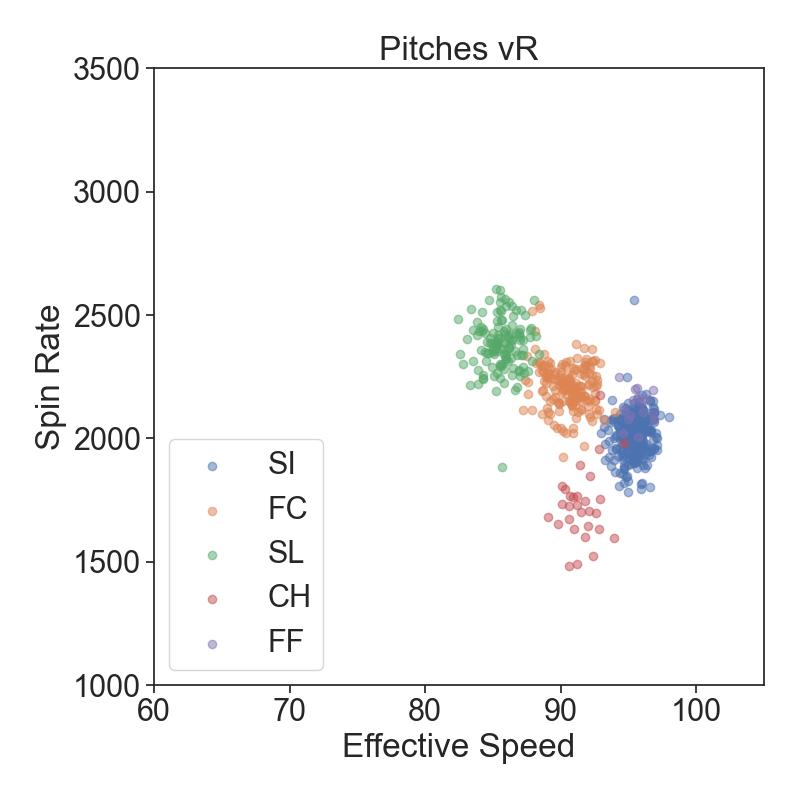 Pitches vR
3500
3000
2500
2000
1500
1000
Spin Rate
SI
FC
SL
CH
FF
60 70 80 90 100
Effective Speed